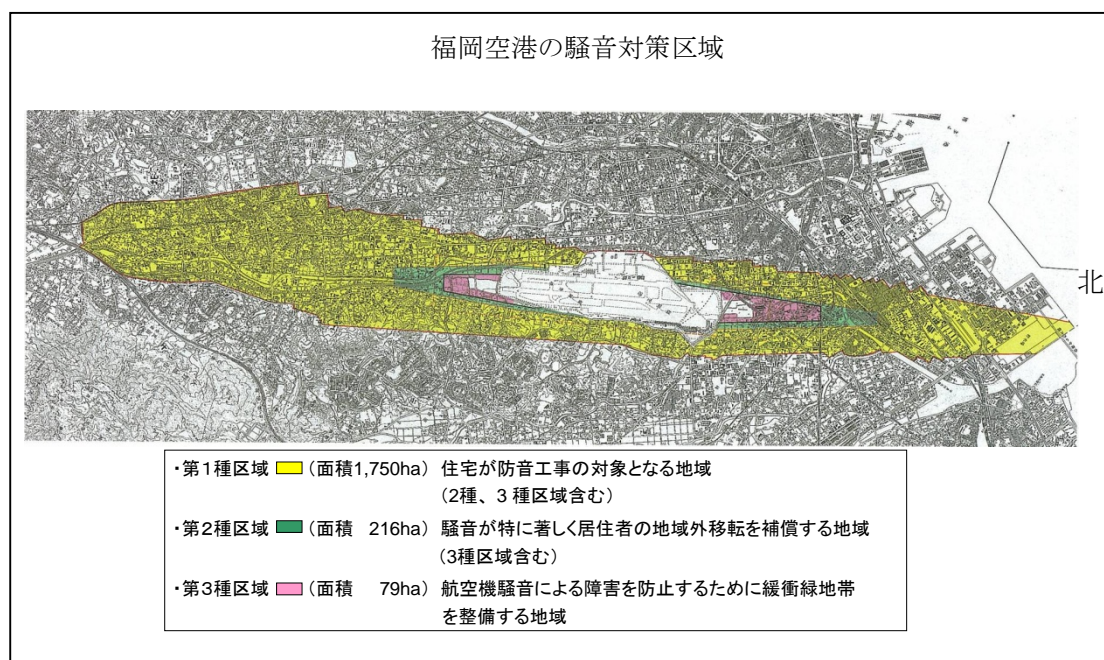 福岡空港の騒音対策区域
北
・第1種区域 (面積1,750ha) 住宅が防音工事の対象となる地域
(2種、3種区域含む)
・第2種区域 (面積 216ha) 騒音が特に著しく居住者の地域外移転を補償する地域
(3種区域含む)
・第3種区域 (面積 79ha) 航空機騒音による障害を防止するために緩衝緑地帯
を整備する地域